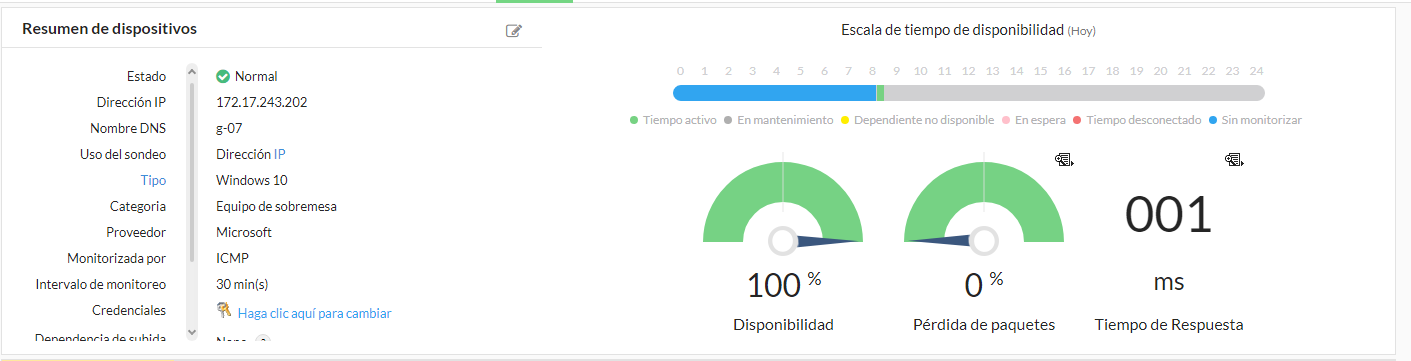 Resumen de dispositivos
Estado Normal
Dirección IP 172.17.243.202
Nombre DNS g-07
Uso del sondeo Dirección IP
Tipo Windows 10
Categoria Equipo de sobremesa
Proveedor Microsoft
Monitorizada por ICMP
Intervalo de monitoreo 30 min(s)
Credenciales Haga clic aquí para cambiar
Dependencia de subida None ?
Escala de tiempo de disponibilidad (Hoy)
0 1 2 3 4 5 6 7 8 9 10 11 12 13 14 15 16 17 18 19 20 21 22 23 24
Tiempo activo En mantenimiento Dependiente no disponible En espera Tiempo desconectado Sin monitorizar
100 %
Disponibilidad
0 %
Pérdida de paquetes
001
ms
Tiempo de Respuesta